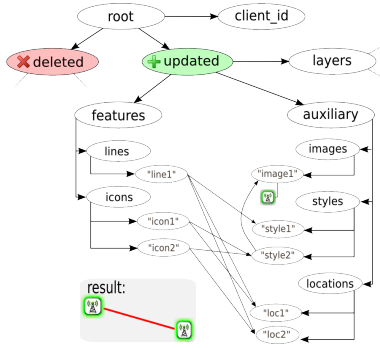 root
client_id
deleted
updated
layers
features
auxiliary
lines
images
"line1"
"image1"
icons
styles
"icon1"
"style1"
"icon2"
"style2"
result:
locations
"loc1"
"loc2"